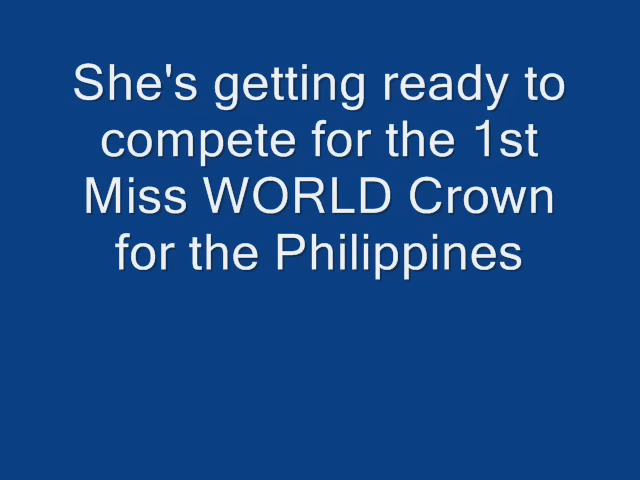 She's getting ready to
compete for the 1st
Miss WORLD Crown
for the Philippines